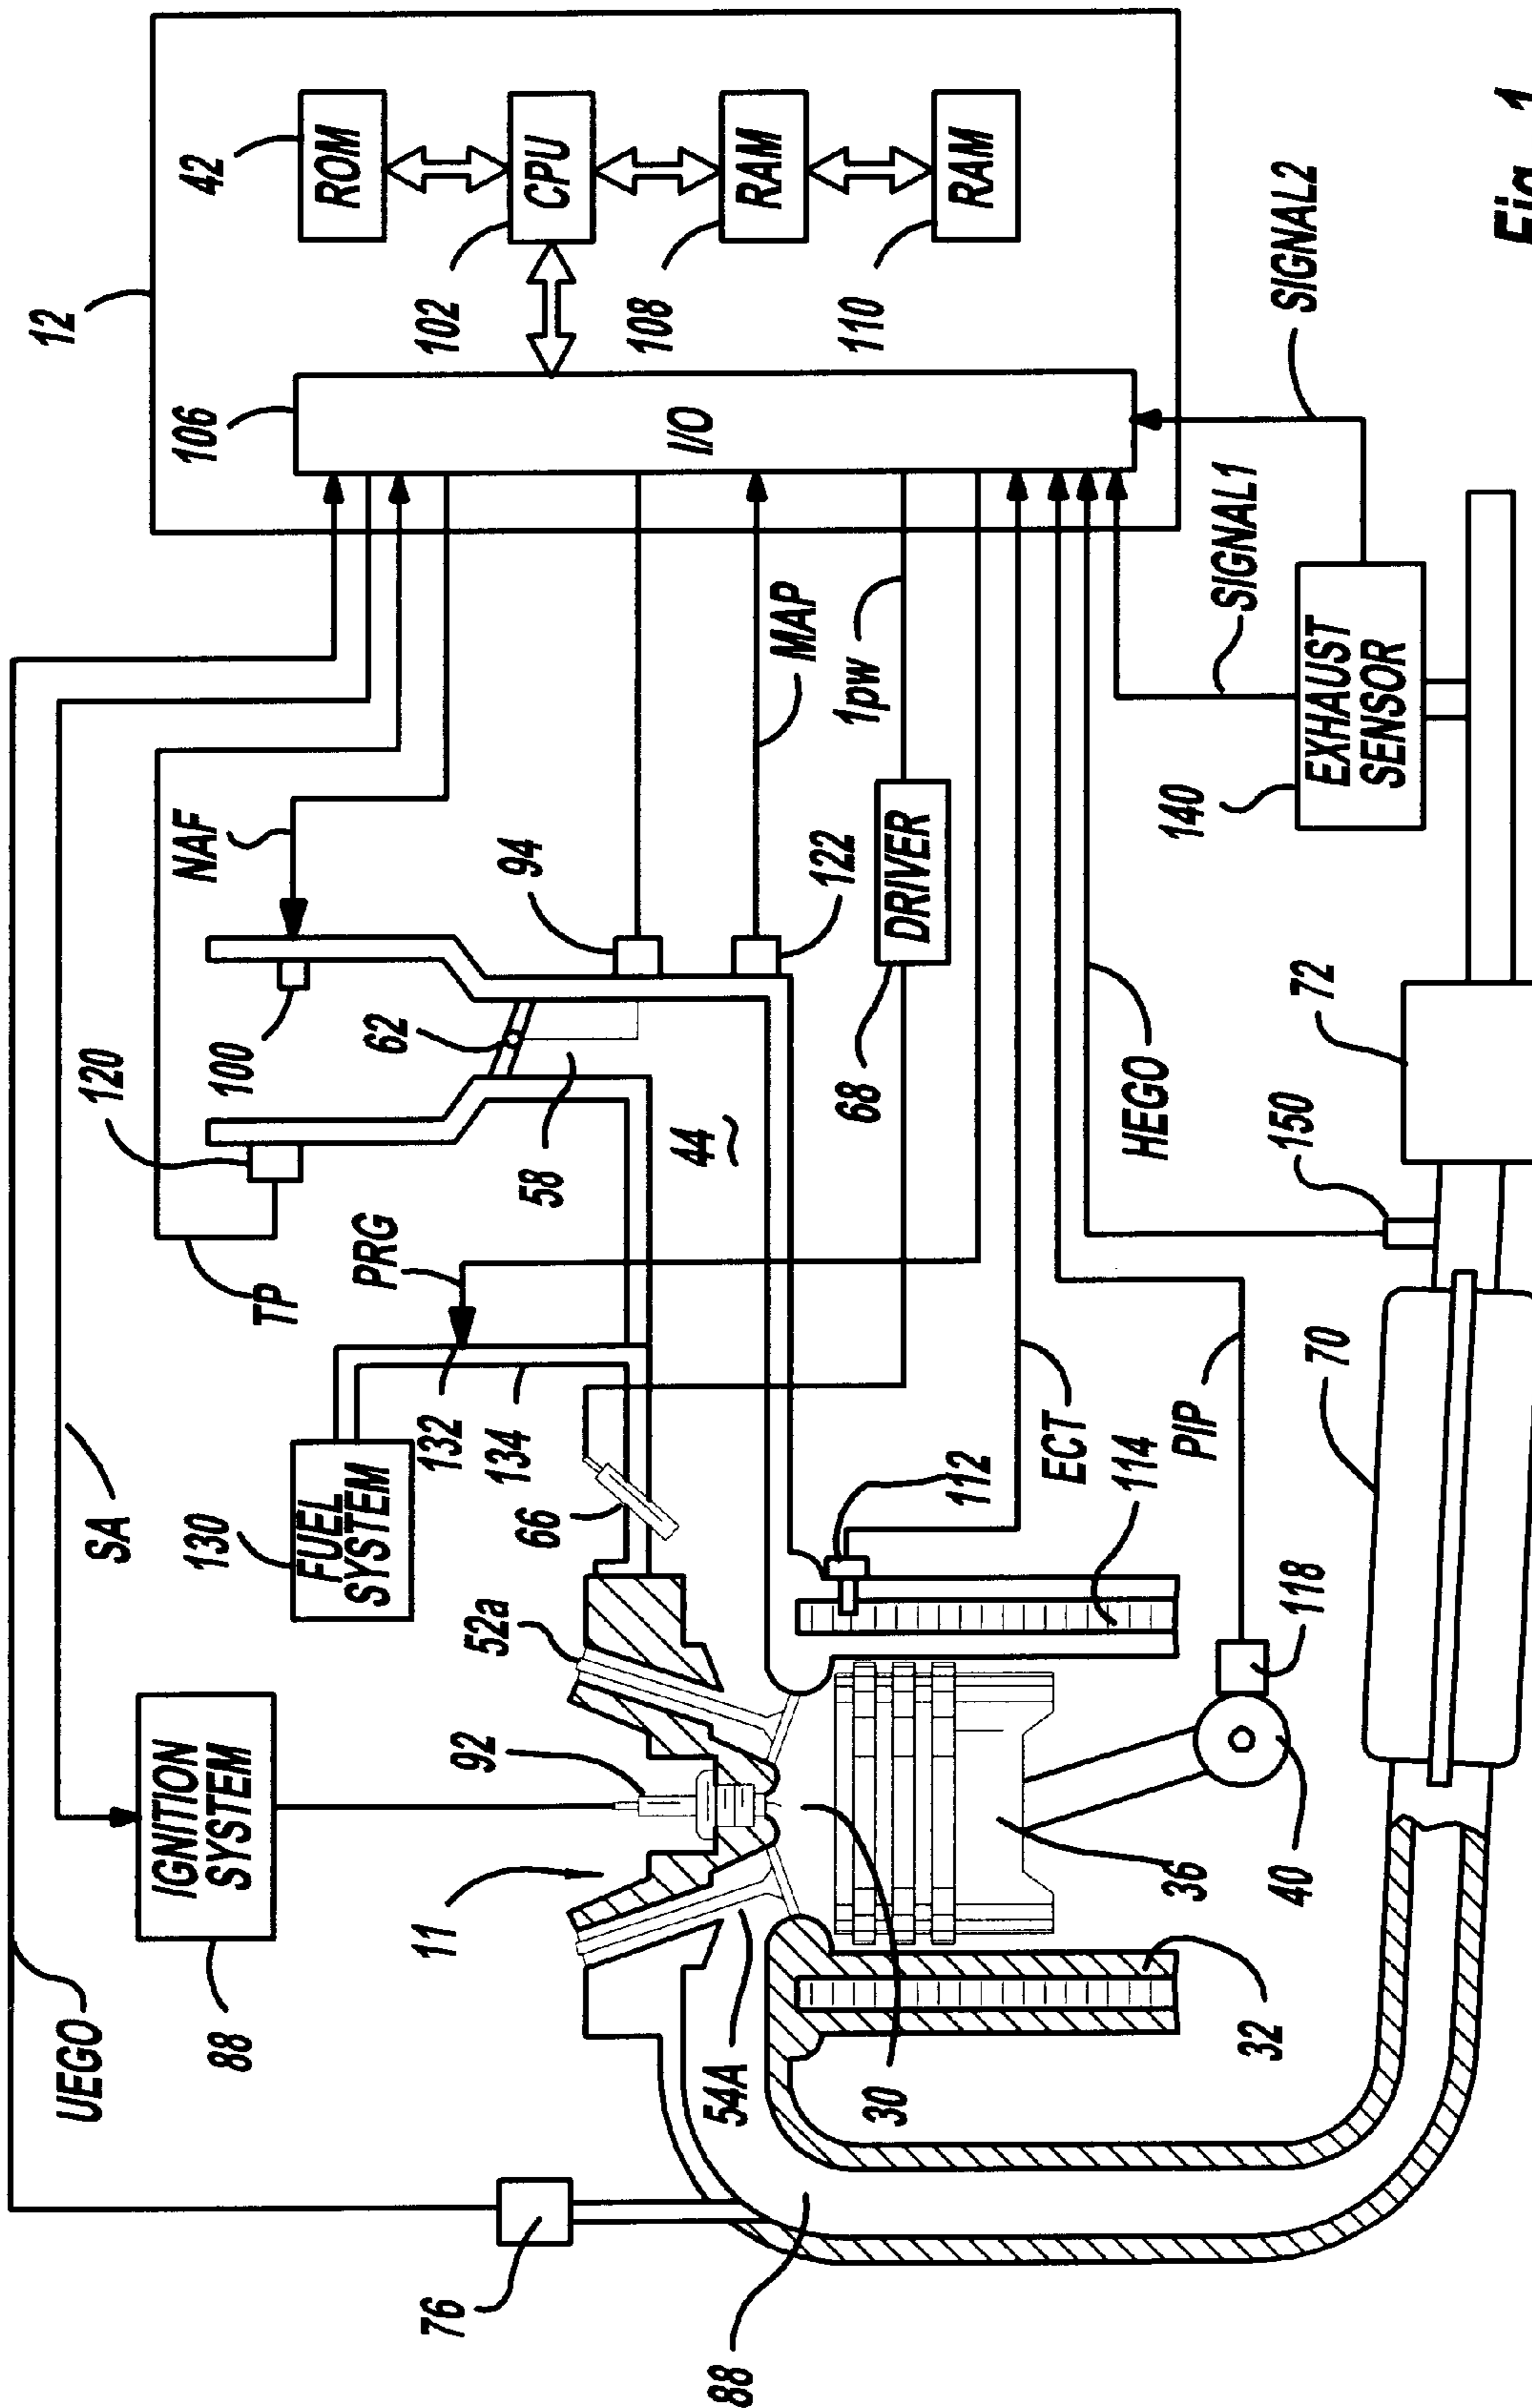 UEGO
SA
12
88
IGNITION
SYSTEM
130
FUEL
SYSTEM
TP
120
100
NAF
106
42
ROM
102
CPU
108
RAM
110
RAM
I/O
PRG
132
134
62
58
94
MAP
122
1pw
DRIVER
68
44
76
11
92
52a
66
54A
88
30
32
36
40
112
ECT
114
118
PIP
HEGO
70
150
72
140
EXHAUST
SENSOR
SIGNAL1
SIGNAL2